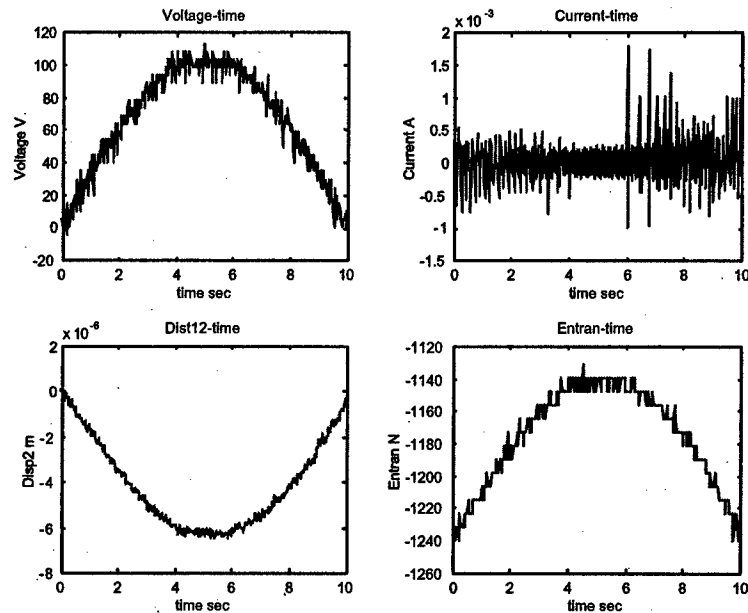 Voltage-time
120
100
80
60
40
20
0
-20
Voltage V
0 2 4 6 8 10
time sec
Current-time
x 10-3
2
1.5
1
0.5
0
-0.5
-1
-1.5
Current A
0 2 4 6 8 10
time sec
Dist12-time
x 10-6
2
0
-2
-4
-6
-8
Disp2 m
0 2 4 6 8 10
time sec
Entran-time
-1120
-1140
-1160
-1180
-1200
-1220
-1240
-1260
Entran N
0 2 4 6 8 10
time sec